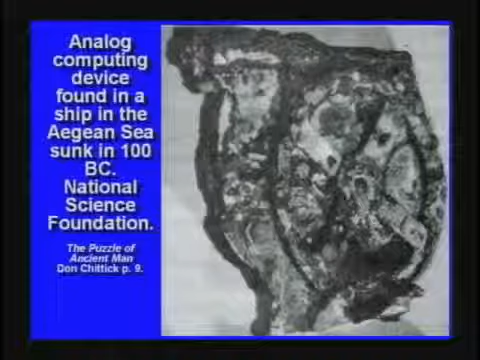 Analog
computing
device
found in a
ship in the
Aegean Sea
sunk in 100
BC.
National
Science
Foundation.
The Puzzle of
Ancient Man
Don Chittick p. 9.